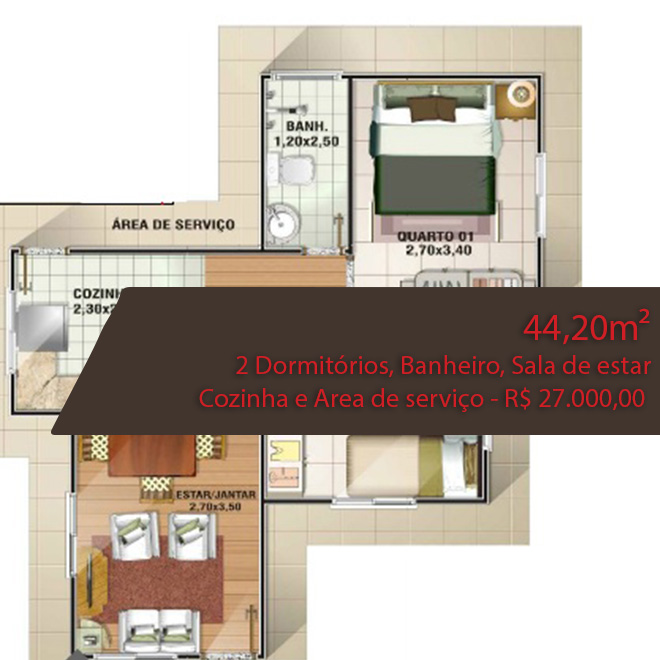 BANH.
1,20x2,50
ÁREA DE SERVIÇO
QUARTO 01
2,70x3,40
44,20m²
2 Dormitórios, Banheiro, Sala de estar
Cozinha e Area de serviço - R$ 27.000,00
ESTAR/JANTAR
2,70x3,50